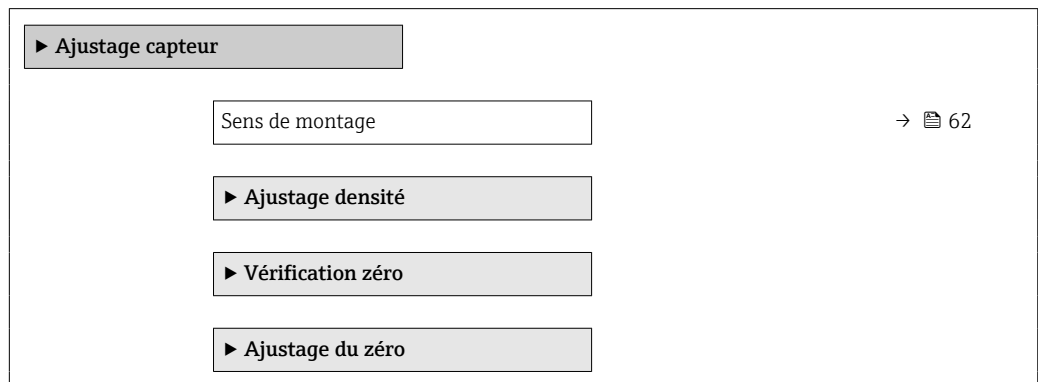 ▶ Ajustage capteur
Sens de montage → 62
▶ Ajustage densité
▶ Vérification zéro
▶ Ajustage du zéro